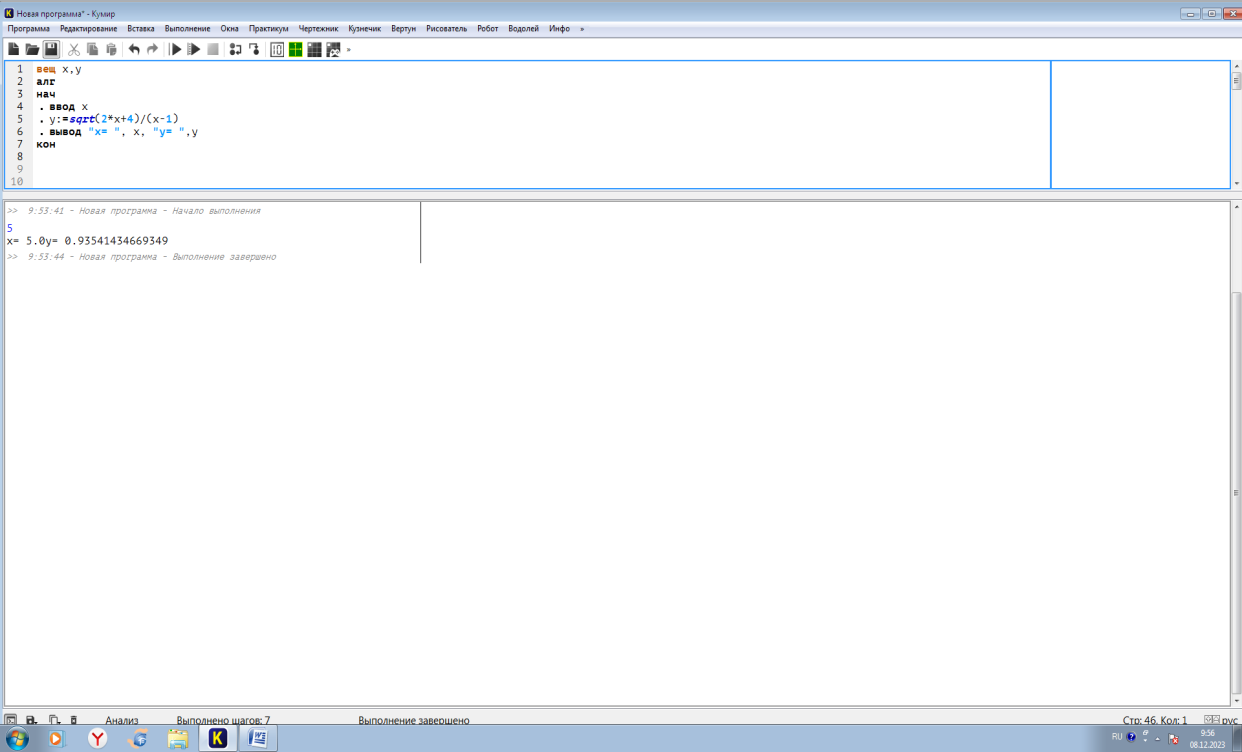 Новая программа* - Кумир
Программа Редактирование Вставка Выполнение Окна Практикум Чертежник Кузнечик Вертун Рисователь Робот Водолей Инфо »
1 вещ x,y
2 алг
3 нач
4 . ввод x
5 . y:=sqrt(2*x+4)/(x-1)
6 . вывод "x= ", x, "y= ",y
7 кон
8
9
10
>> 9:53:41 - Новая программа - Начало выполнения
5
x= 5.0y= 0.93541434669349
>> 9:53:44 - Новая программа - Выполнение завершено
Анализ Выполнено шагов: 7 Выполнение завершено Стр: 46, Кол: 1 рус
RU 9:56
08.12.2023